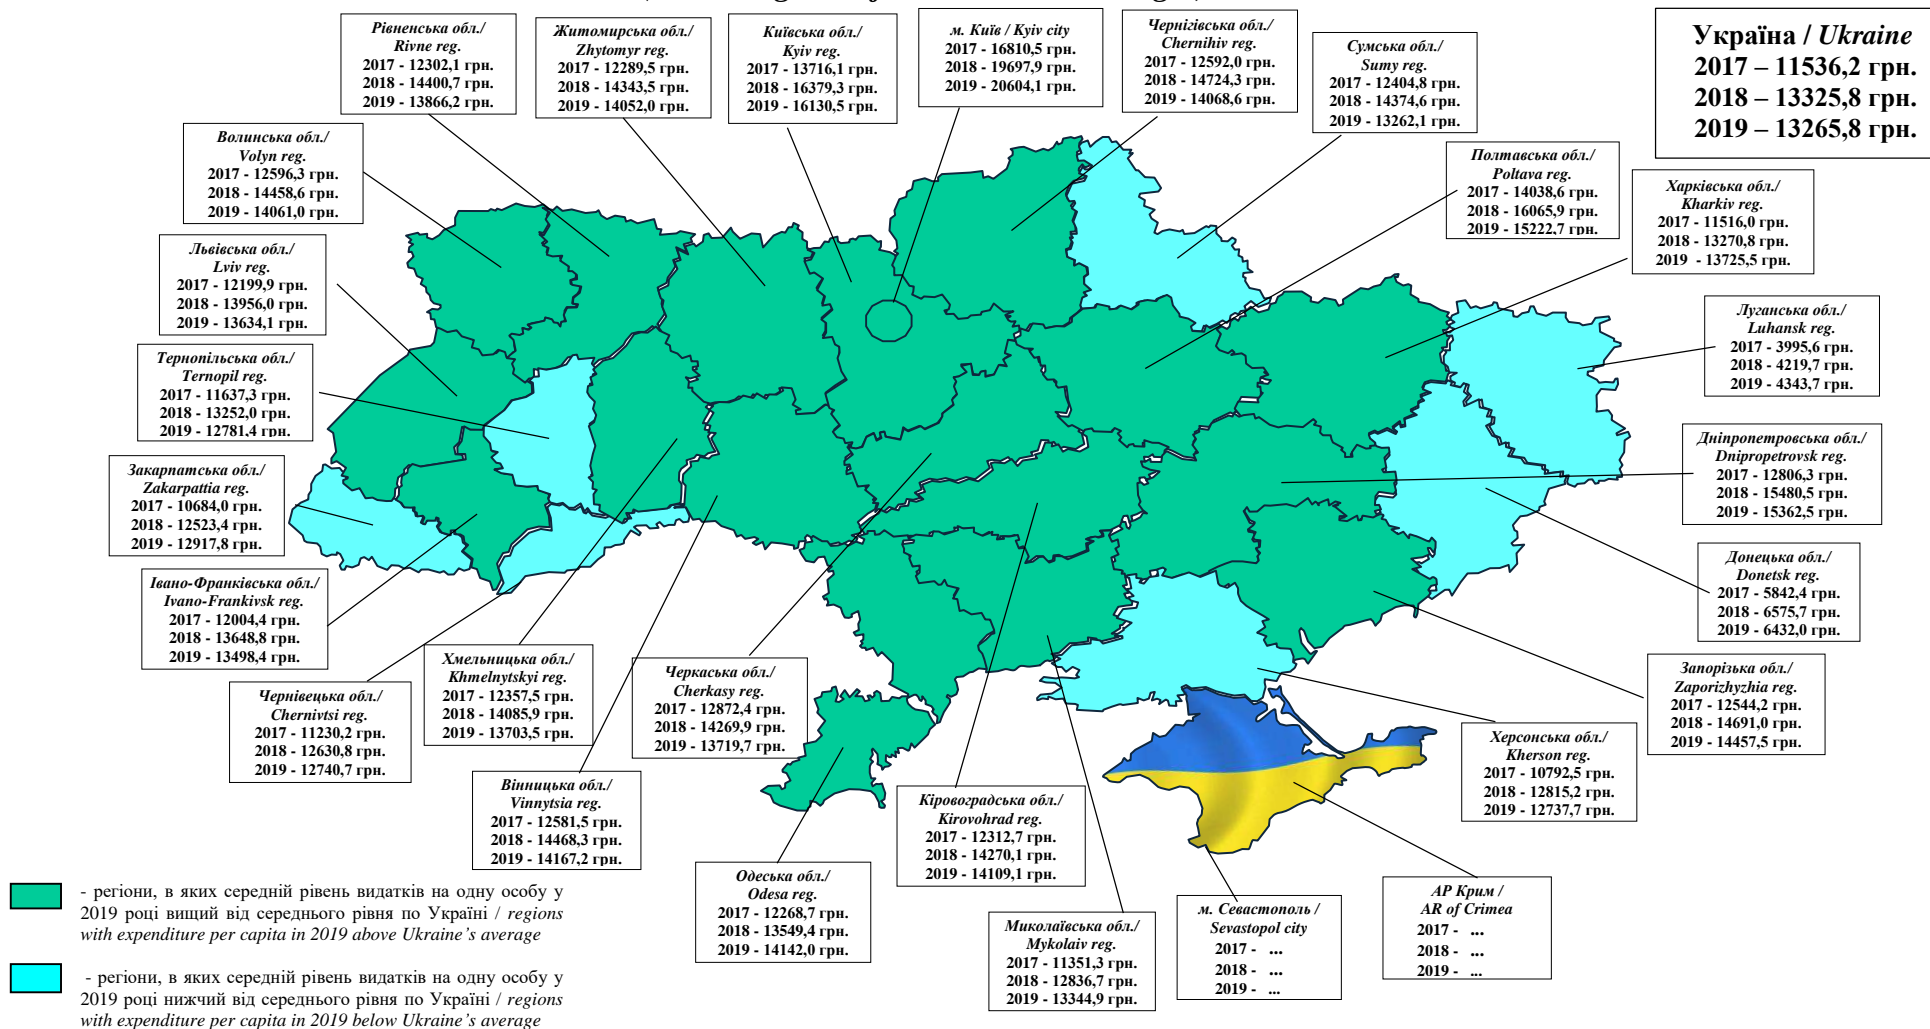 Рівненська обл./
Rivne reg.
2017 - 12302,1 грн.
2018 - 14400,7 грн.
2019 - 13866,2 грн.
Житомирська обл./
Zhytomyr reg.
2017 - 12289,5 грн.
2018 - 14343,5 грн.
2019 - 14052,0 грн.
Київська обл./
Kyiv reg.
2017 - 13716,1 грн.
2018 - 16379,3 грн.
2019 - 16130,5 грн.
м. Київ / Kyiv city
2017 - 16810,5 грн.
2018 - 19697,9 грн.
2019 - 20604,1 грн.
Чернігівська обл./
Chernihiv reg.
2017 - 12592,0 грн.
2018 - 14724,3 грн.
2019 - 14068,6 грн.
Сумська обл./
Sumy reg.
2017 - 12404,8 грн.
2018 - 14374,6 грн.
2019 - 13262,1 грн.
Україна / Ukraine
2017 – 11536,2 грн.
2018 – 13325,8 грн.
2019 – 13265,8 грн.
Волинська обл./
Volyn reg.
2017 - 12596,3 грн.
2018 - 14458,6 грн.
2019 - 14061,0 грн.
Полтавська обл./
Poltava reg.
2017 - 14038,6 грн.
2018 - 16065,9 грн.
2019 - 15222,7 грн.
Харківська обл./
Kharkiv reg.
2017 - 11516,0 грн.
2018 - 13270,8 грн.
2019 - 13725,5 грн.
Львівська обл./
Lviv reg.
2017 - 12199,9 грн.
2018 - 13956,0 грн.
2019 - 13634,1 грн.
Луганська обл./
Luhansk reg.
2017 - 3995,6 грн.
2018 - 4219,7 грн.
2019 - 4343,7 грн.
Тернопільська обл./
Ternopil reg.
2017 - 11637,3 грн.
2018 - 13252,0 грн.
2019 - 12781,4 грн.
Дніпропетровська обл./
Dnipropetrovsk reg.
2017 - 12806,3 грн.
2018 - 15480,5 грн.
2019 - 15362,5 грн.
Закарпатська обл./
Zakarpattia reg.
2017 - 10684,0 грн.
2018 - 12523,4 грн.
2019 - 12917,8 грн.
Донецька обл./
Donetsk reg.
2017 - 5842,4 грн.
2018 - 6575,7 грн.
2019 - 6432,0 грн.
Івано-Франківська обл./
Ivano-Frankivsk reg.
2017 - 12004,4 грн.
2018 - 13648,8 грн.
2019 - 13498,4 грн.
Хмельницька обл./
Khmelnytskyi reg.
2017 - 12357,5 грн.
2018 - 14085,9 грн.
2019 - 13703,5 грн.
Черкаська обл./
Cherkasy reg.
2017 - 12872,4 грн.
2018 - 14269,9 грн.
2019 - 13719,7 грн.
Запорізька обл./
Zaporizhyzhia reg.
2017 - 12544,2 грн.
2018 - 14691,0 грн.
2019 - 14457,5 грн.
Чернівецька обл./
Chernivtsi reg.
2017 - 11230,2 грн.
2018 - 12630,8 грн.
2019 - 12740,7 грн.
Херсонська обл./
Kherson reg.
2017 - 10792,5 грн.
2018 - 12815,2 грн.
2019 - 12737,7 грн.
Вінницька обл./
Vinnytsia reg.
2017 - 12581,5 грн.
2018 - 14468,3 грн.
2019 - 14167,2 грн.
Кіровоградська обл./
Kirovohrad reg.
2017 - 12312,7 грн.
2018 - 14270,1 грн.
2019 - 14109,1 грн.
Одеська обл./
Odesa reg.
2017 - 12268,7 грн.
2018 - 13549,4 грн.
2019 - 14142,0 грн.
Миколаївська обл./
Mykolaiv reg.
2017 - 11351,3 грн.
2018 - 12836,7 грн.
2019 - 13344,9 грн.
м. Севастополь /
Sevastopol city
2017 - ...
2018 - ...
2019 - ...
АР Крим /
AR of Crimea
2017 - ...
2018 - ...
2019 - ...
- регіони, в яких середній рівень видатків на одну особу у
2019 році вищий від середнього рівня по Україні / regions
with expenditure per capita in 2019 above Ukraine's average
- регіони, в яких середній рівень видатків на одну особу у
2019 році нижчий від середнього рівня по Україні / regions
with expenditure per capita in 2019 below Ukraine's average